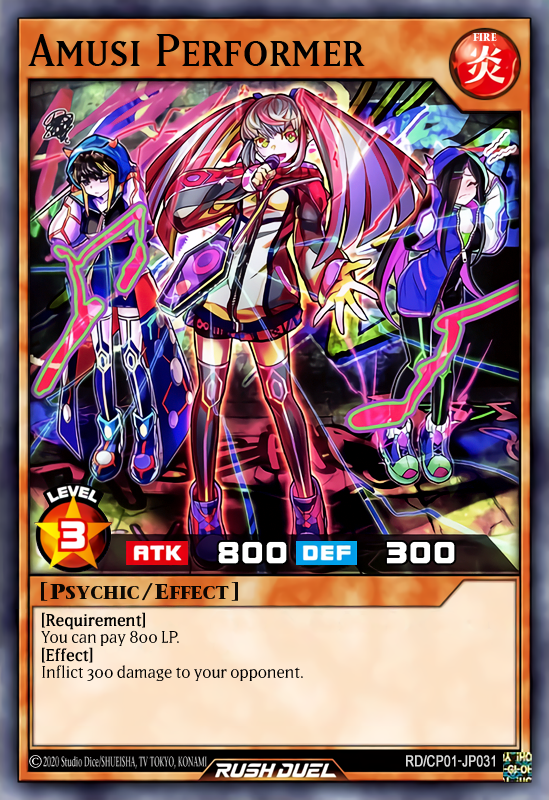 AMUSI PERFORMER
FIRE
炎
LEVEL
3
ATK 800 DEF 300
[PSYCHIC/EFFECT]
[Requirement]
You can pay 800 LP.
[Effect]
Inflict 300 damage to your opponent.
©2020 Studio Dice/SHUEISHA, TV TOKYO, KONAMI
RUSH DUEL
RD/CP01-JP031